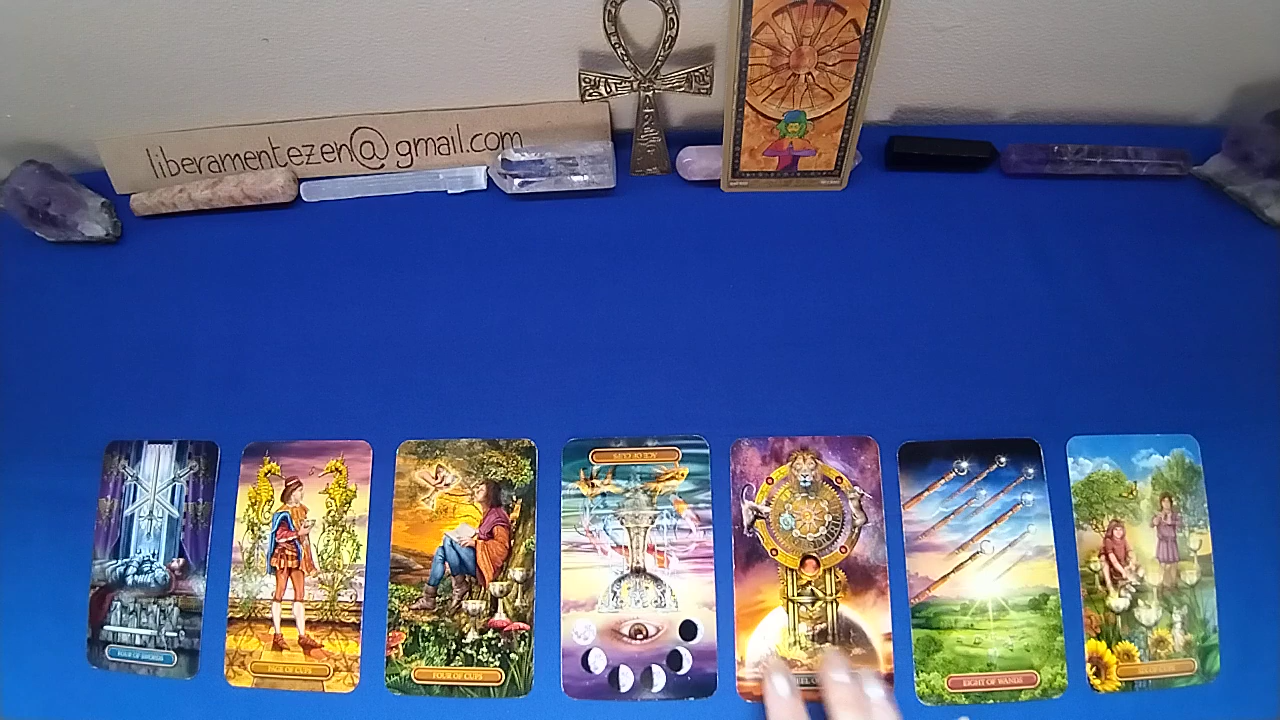 liberamentezen@gmail.com
FOUR OF SWORDS
PAGE OF CUPS
FOUR OF CUPS
ACE OF CUPS
EIGHT OF WANDS